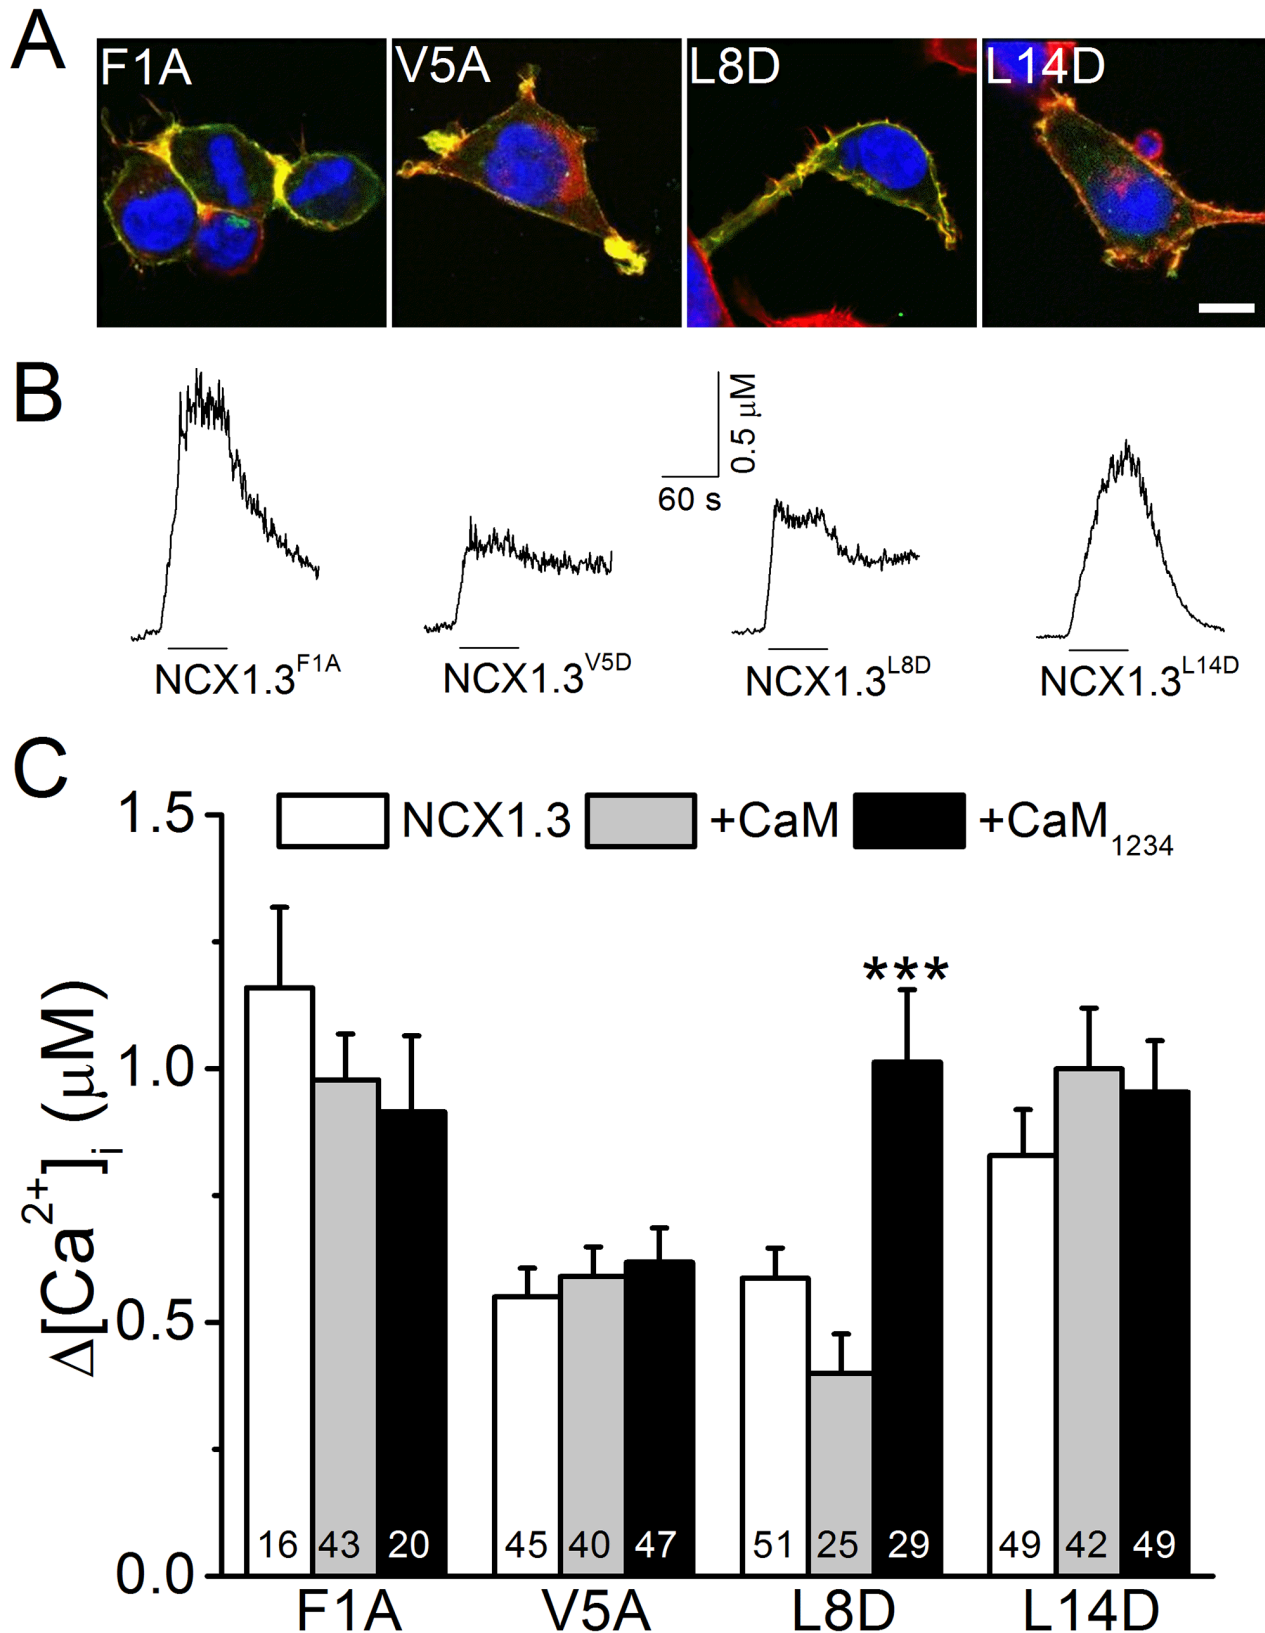 A
F1A V5A L8D L14D
B
0.5 μM
60 s
NCX1.3F1A NCX1.3V5D NCX1.3L8D NCX1.3L14D
C
NCX1.3 +CaM +CaM1234
Δ[Ca2+]i (μM)
1.5
1.0
0.5
0.0
***
16 43 20 45 40 47 51 25 29 49 42 49
F1A V5A L8D L14D